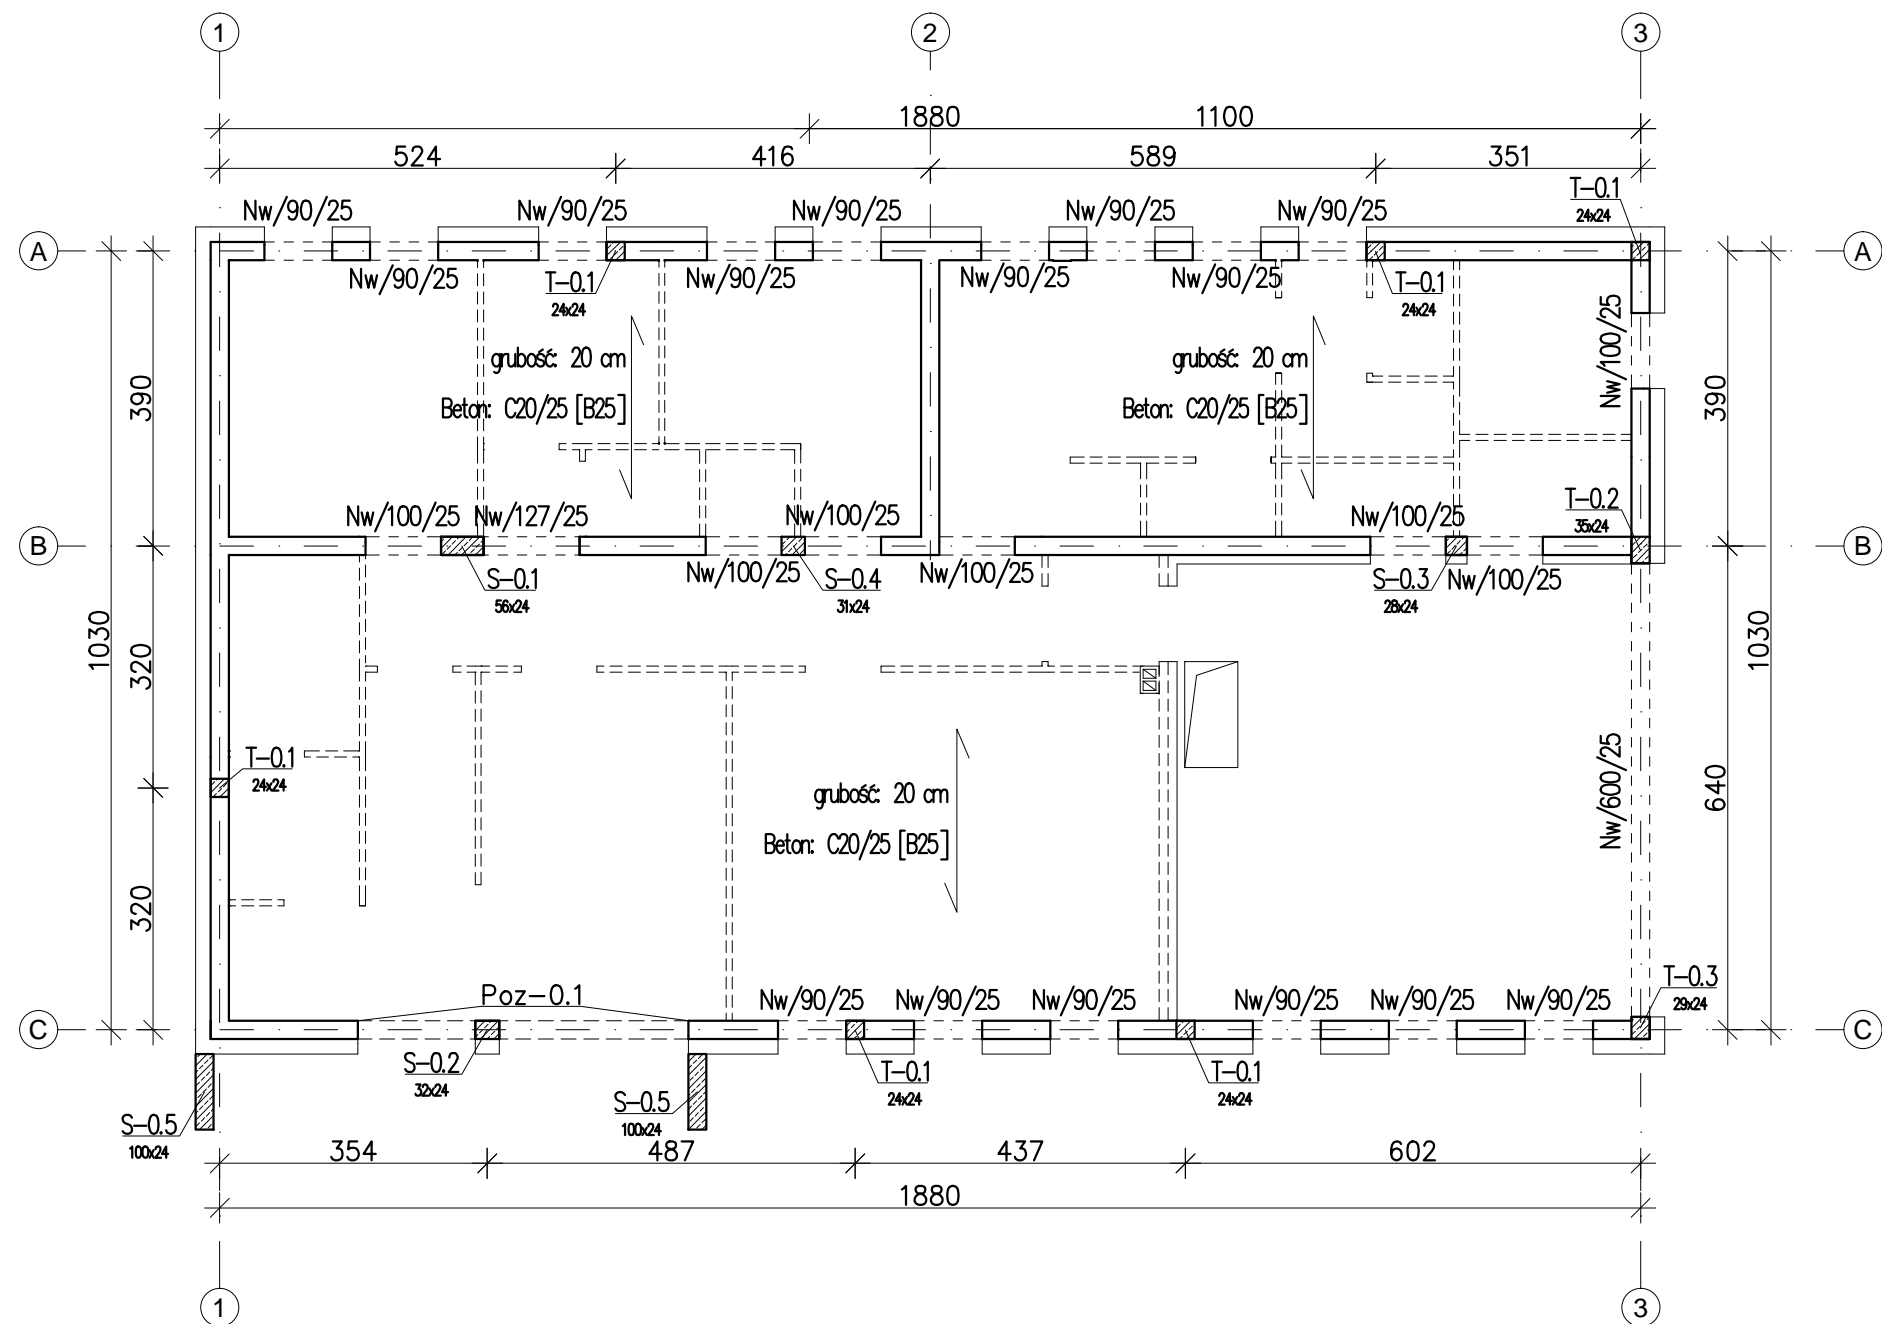 1
2
3
1880
1100
524
416
589
351
T-0.1
24x24
Nw/90/25
Nw/90/25
Nw/90/25
Nw/90/25
Nw/90/25
A
A
Nw/90/25
T-0.1
24x24
Nw/90/25
Nw/90/25
Nw/90/25
T-0.1
24x24
Nw/100/25
grubość: 20 cm
Beton: C20/25 [B25]
grubość: 20 cm
Beton: C20/25 [B25]
390
390
T-0.2
35x24
Nw/100/25
Nw/127/25
Nw/100/25
Nw/100/25
B
B
S-0.1
56x24
Nw/100/25
S-0.4
31x24
Nw/100/25
S-0.3
28x24
Nw/100/25
1030
320
1030
T-0.1
24x24
grubość: 20 cm
Beton: C20/25 [B25]
Nw/600/25
640
320
Poz-0.1
Nw/90/25
Nw/90/25
Nw/90/25
Nw/90/25
Nw/90/25
Nw/90/25
T-0.3
29x24
C
C
S-0.2
32x24
T-0.1
24x24
T-0.1
24x24
S-0.5
100x24
S-0.5
100x24
354
487
437
602
1880
1
3